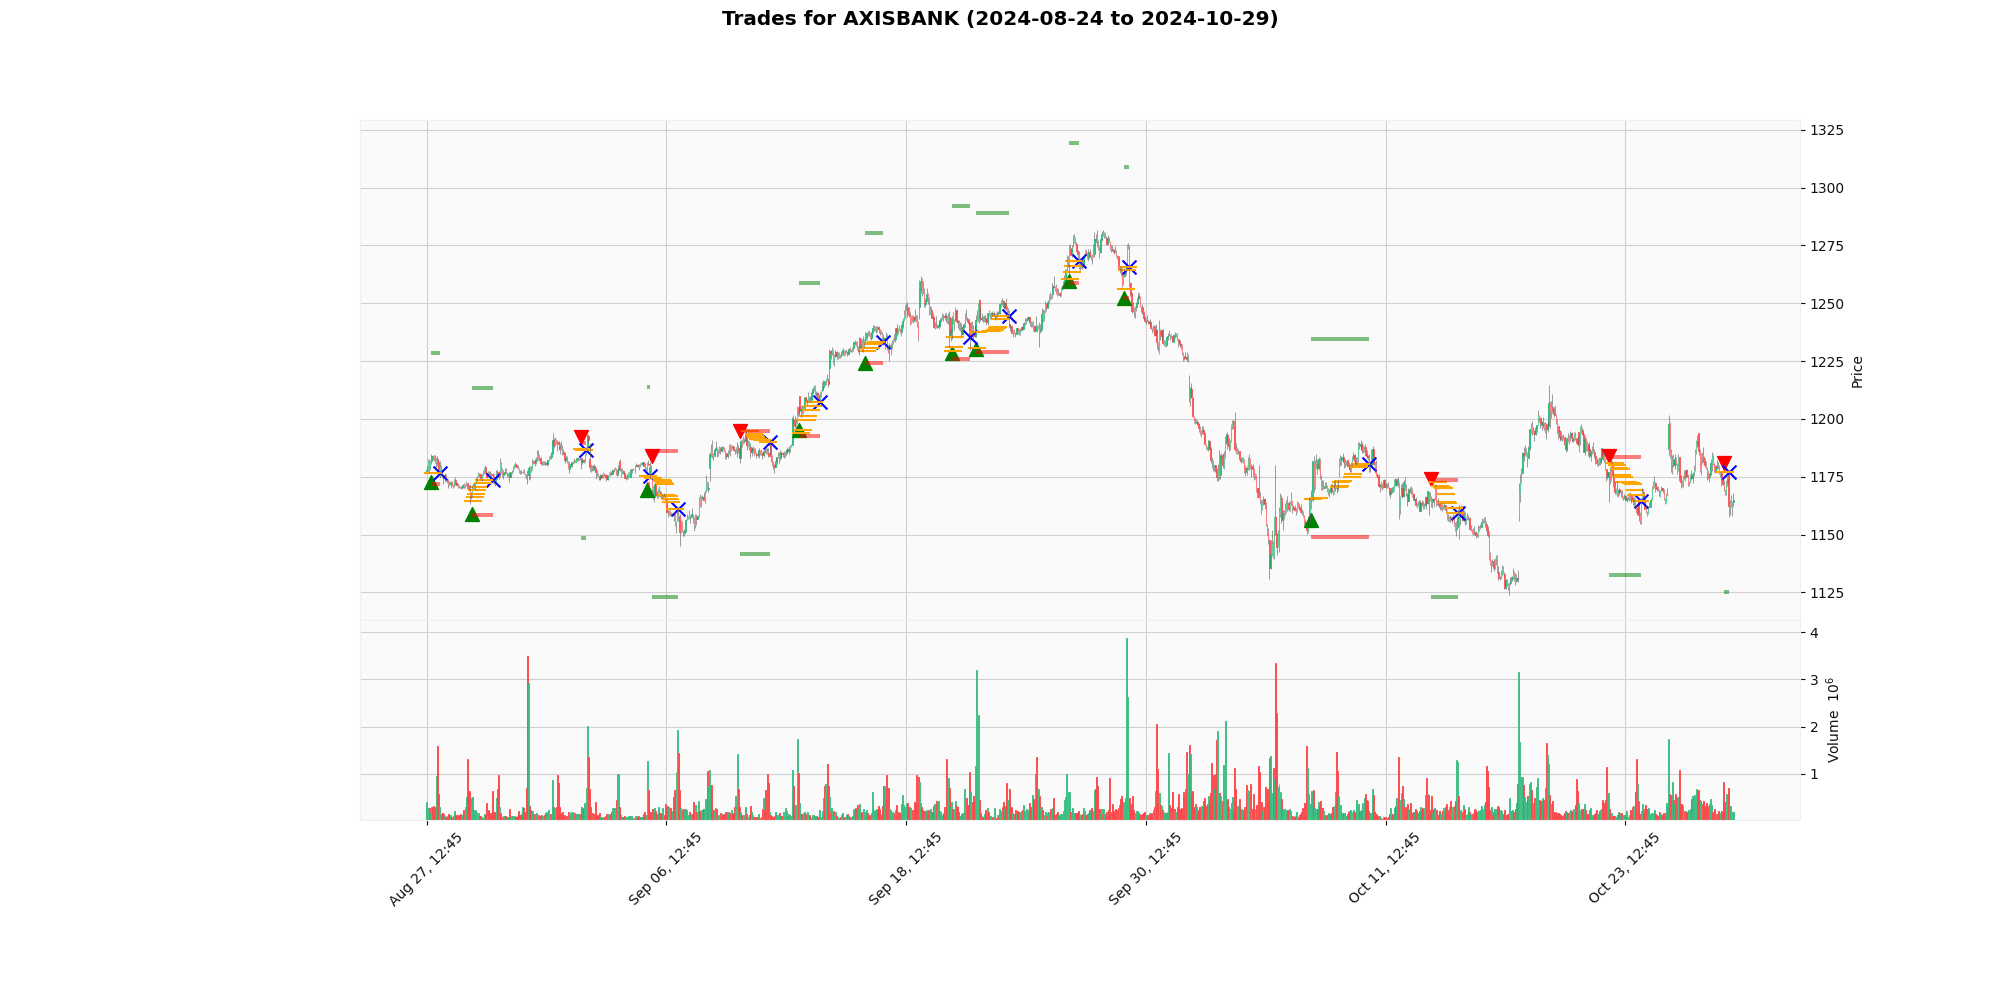 Trades for AXISBANK (2024-08-24 to 2024-10-29)
1325
1300
1275
1250
1225
1200
1175
1150
1125
Price
4
3
2
1
Volume 10^6
Aug 27, 12:45
Sep 06, 12:45
Sep 18, 12:45
Sep 30, 12:45
Oct 11, 12:45
Oct 23, 12:45